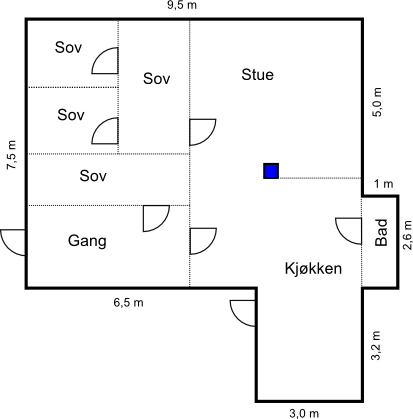 9,5 m
Sov
Sov
Stue
5,0 m
Sov
7,5 m
Sov
1 m
Gang
Bad
2,6 m
Kjøkken
6,5 m
3,2 m
3,0 m